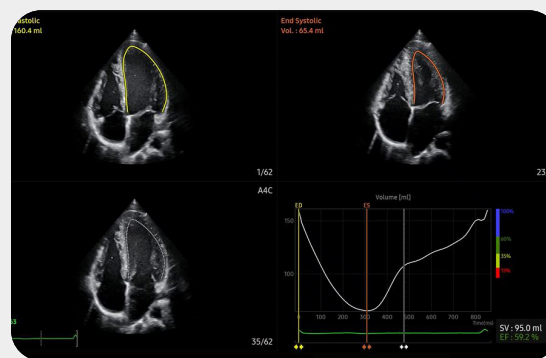 astolic
160.4 ml
End Systolic
Vol. : 65.4 ml
1/62
23
A4C
35/62
Volume [ml]
ED
ES
150
100
0
100
200
300
400
500
600
700
800
Time(ms)
100%
60%
35%
SV : 95.0 ml
EF : 59.2 %